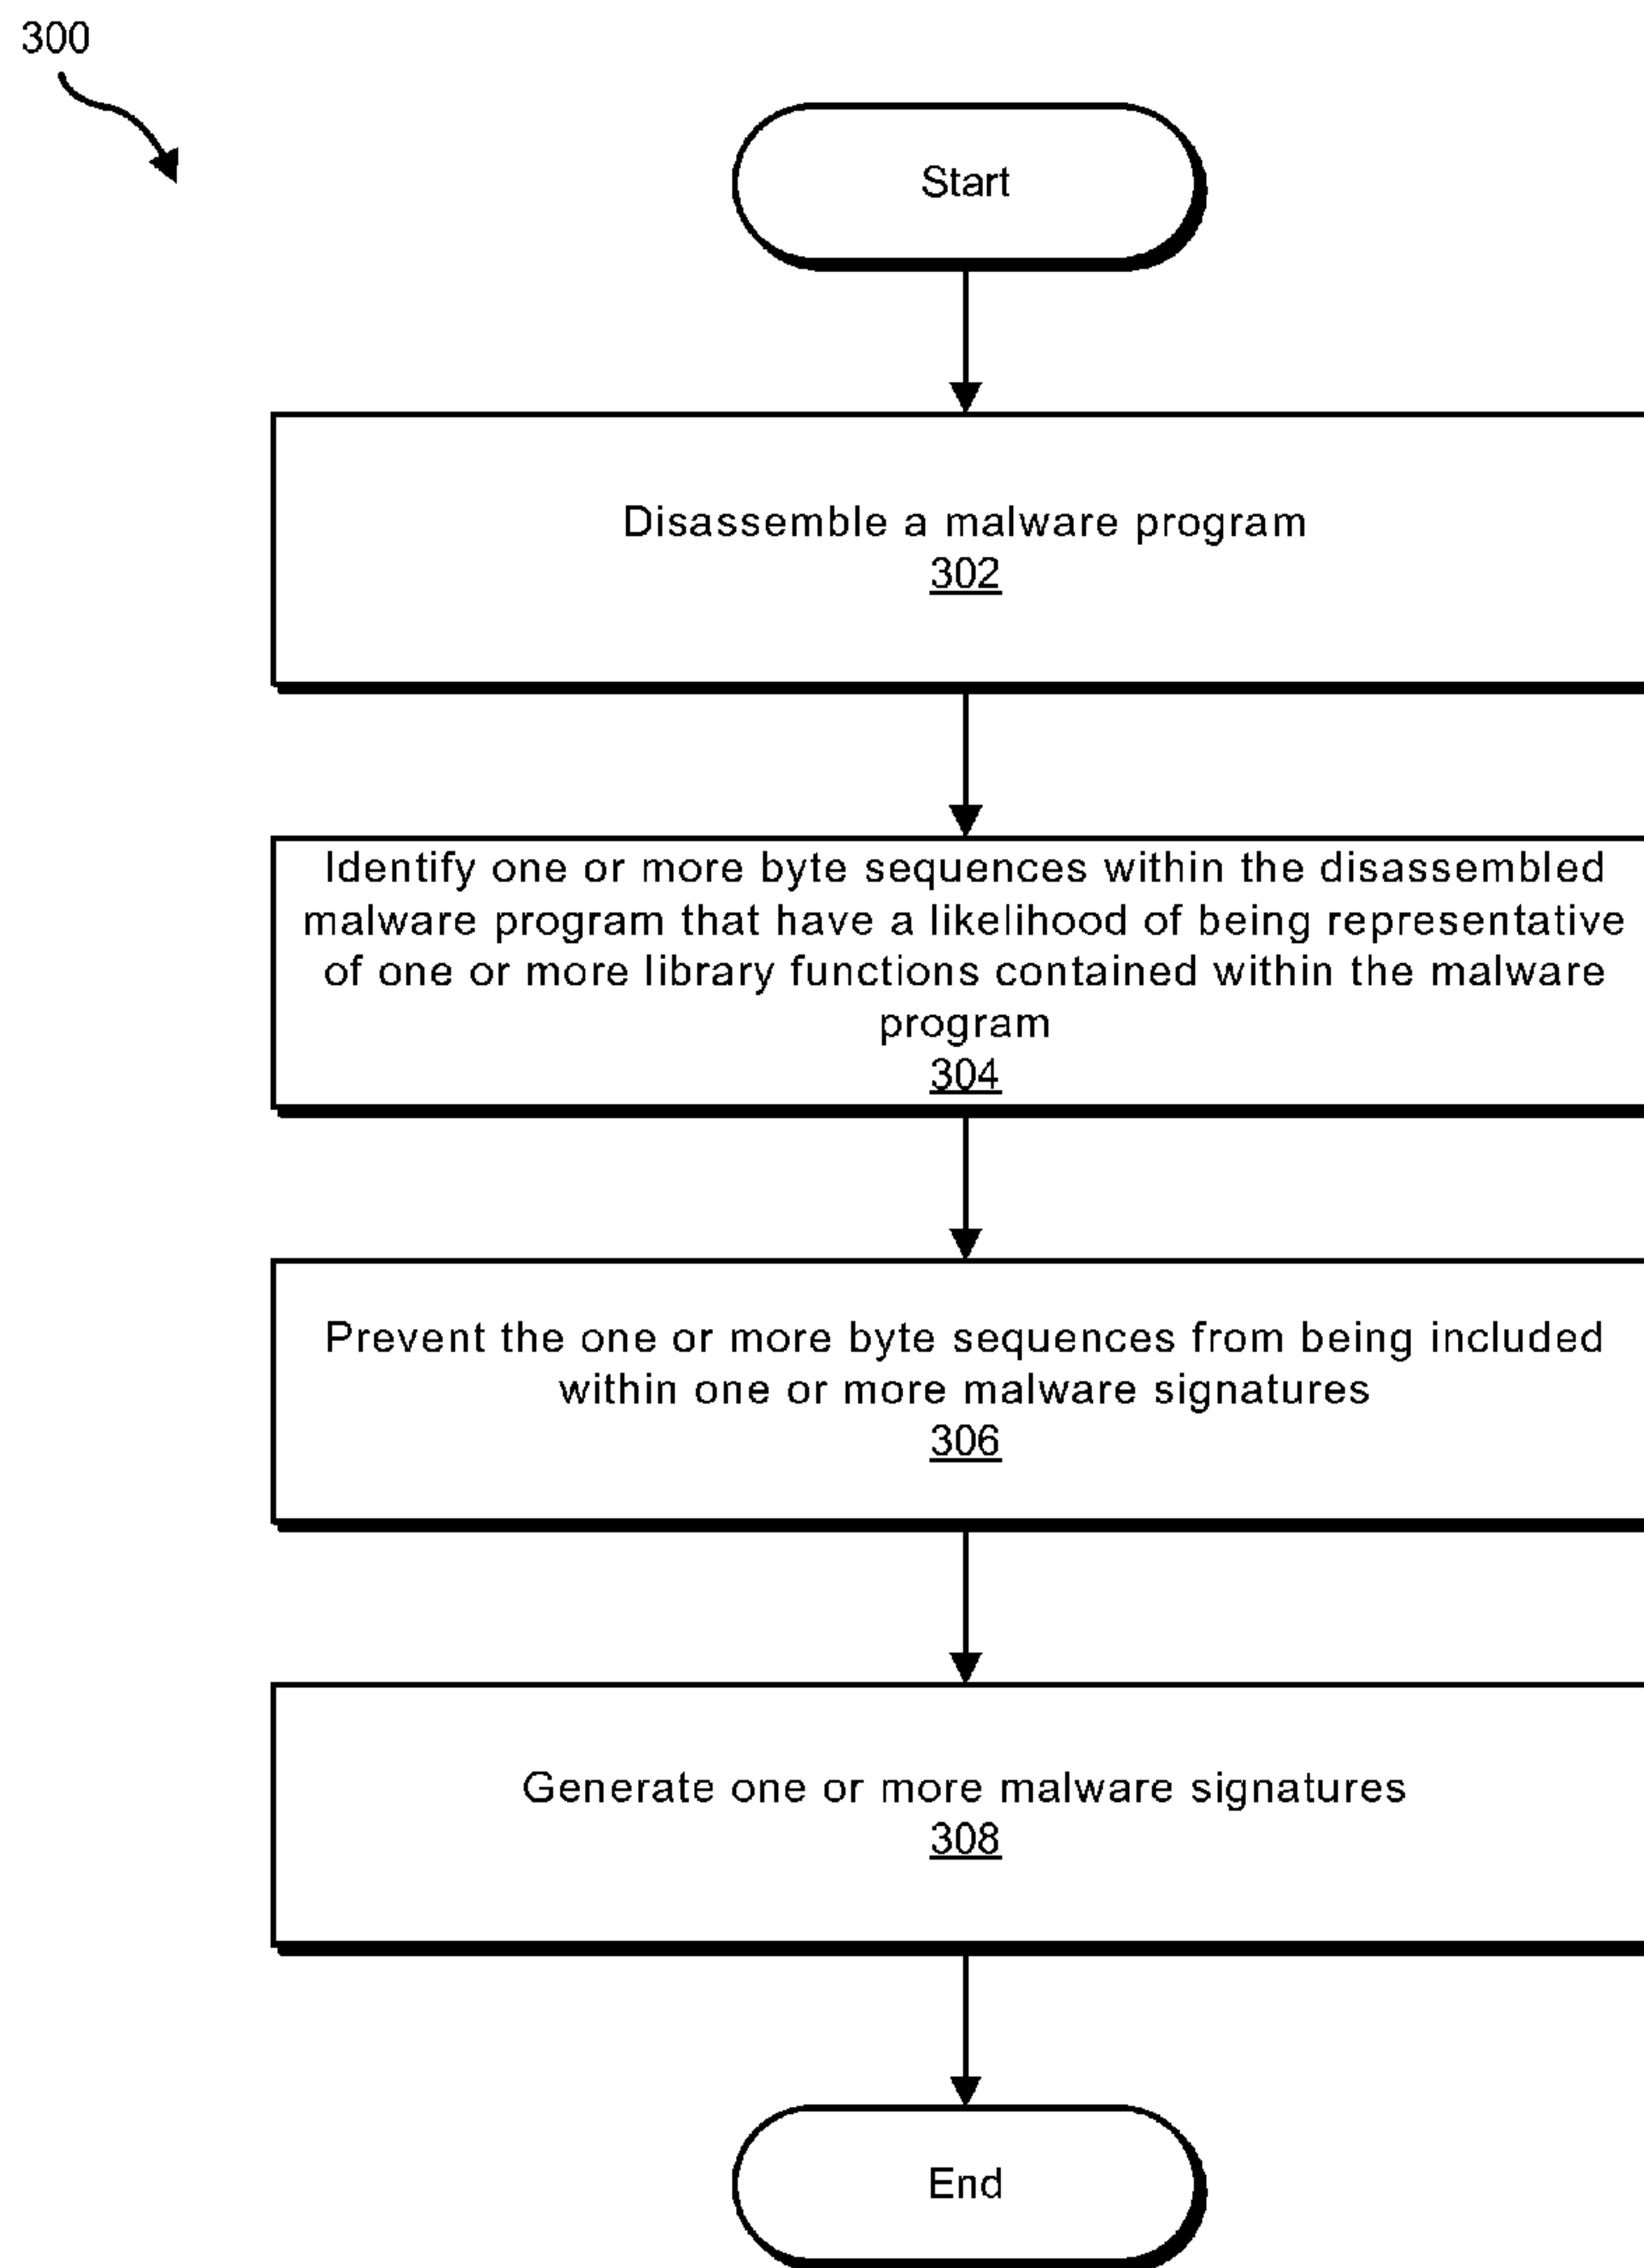 300
Start
Disassemble a malware program
302
Identify one or more byte sequences within the disassembled
malware program that have a likelihood of being representative
of one or more library functions contained within the malware
program
304
Prevent the one or more byte sequences from being included
within one or more malware signatures
306
Generate one or more malware signatures
308
End